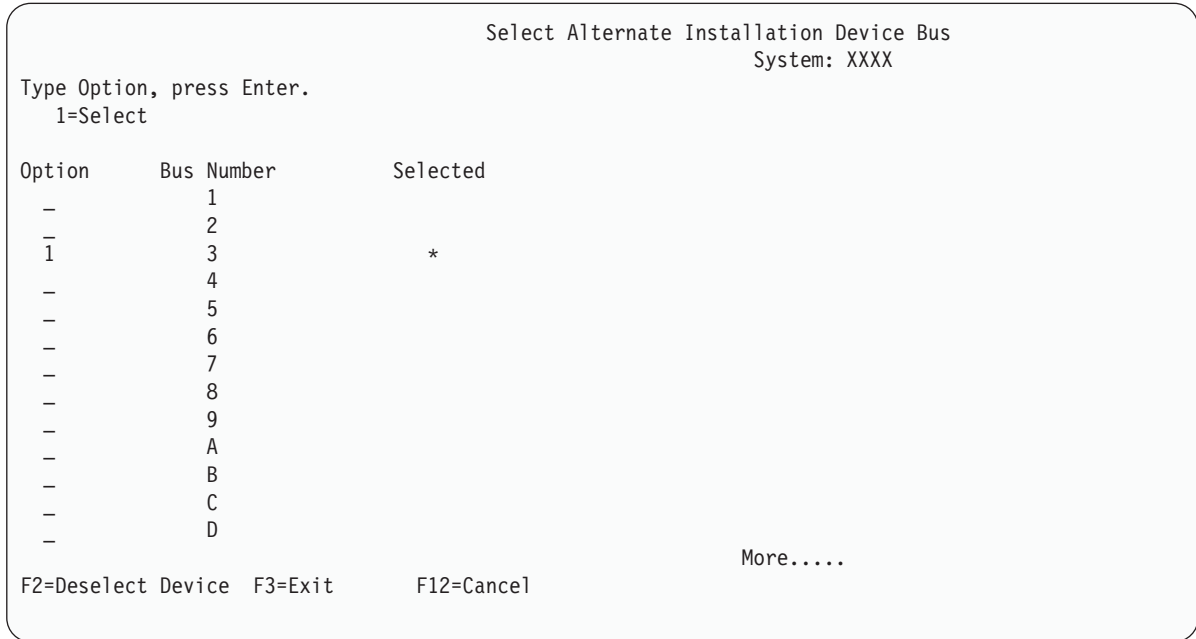 Select Alternate Installation Device Bus
System: XXXX
Type Option, press Enter.
1=Select
Option Bus Number Selected
_ 1
_ 2
1 3 *
_ 4
_ 5
_ 6
_ 7
_ 8
_ 9
_ A
_ B
_ C
_ D
More.....
F2=Deselect Device F3=Exit F12=Cancel